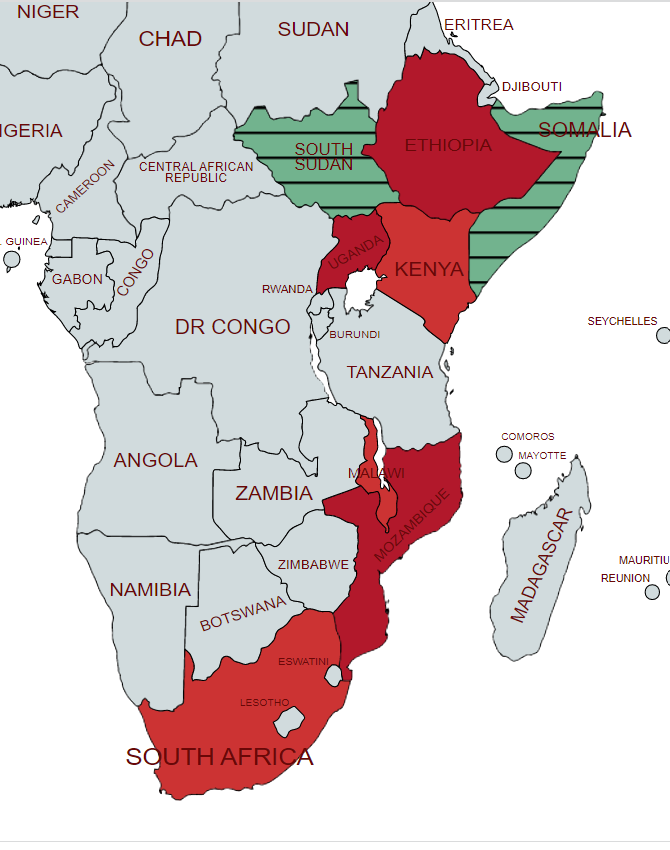 NIGER
CHAD
SUDAN
ERITREA
DJIBOUTI
IGERIA
SOMALIA
ETHIOPIA
SOUTH
SUDAN
CENTRAL AFRICAN
REPUBLIC
CAMEROON
L GUINEA
UGANDA
KENYA
GABON
CONGO
RWANDA
DR CONGO
BURUNDI
SEYCHELLES
TANZANIA
COMOROS
MAYOTTE
ANGOLA
MALAWI
ZAMBIA
MOZAMBIQUE
MADAGASCAR
ZIMBABWE
MAURITIU
REUNION
NAMIBIA
BOTSWANA
ESWATINI
LESOTHO
SOUTH AFRICA